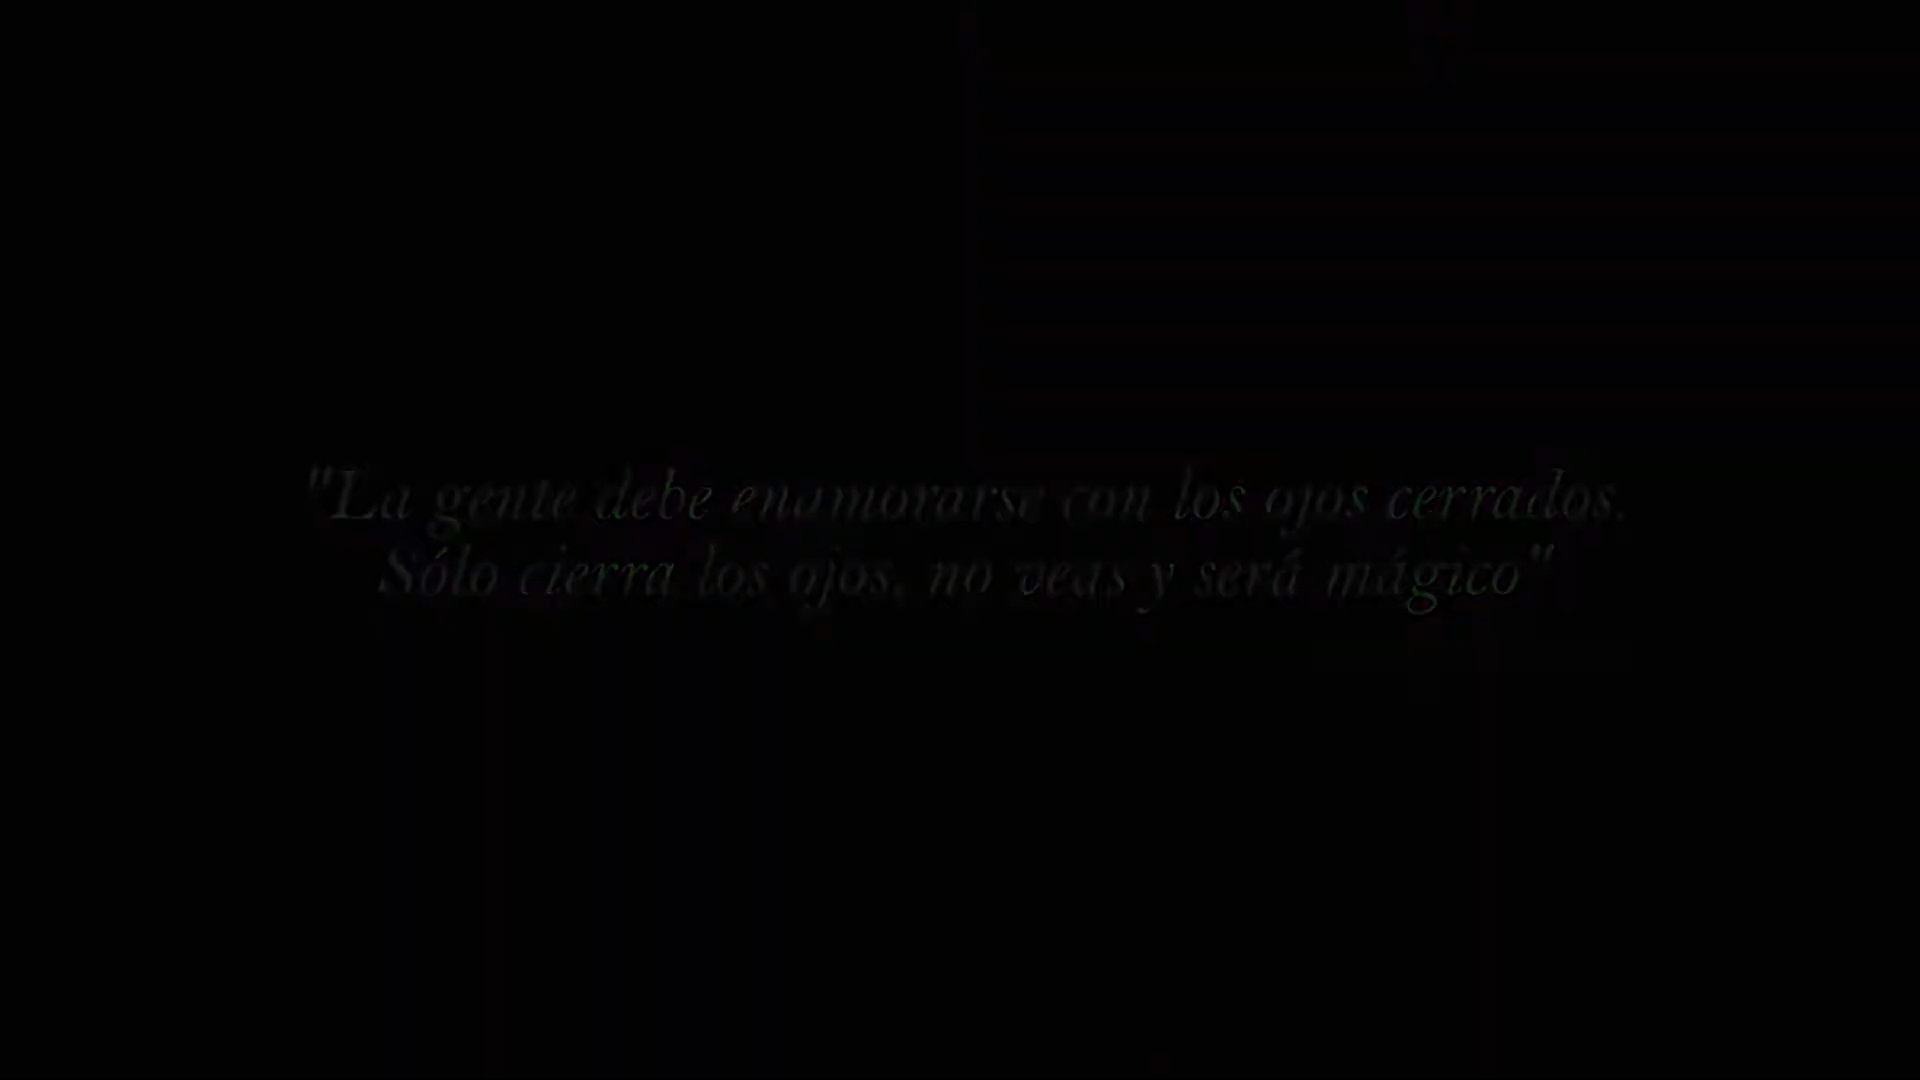 "La gente debe enamorarse con los ojos cerrados.
Sólo cierra los ojos, no veas y será mágico"